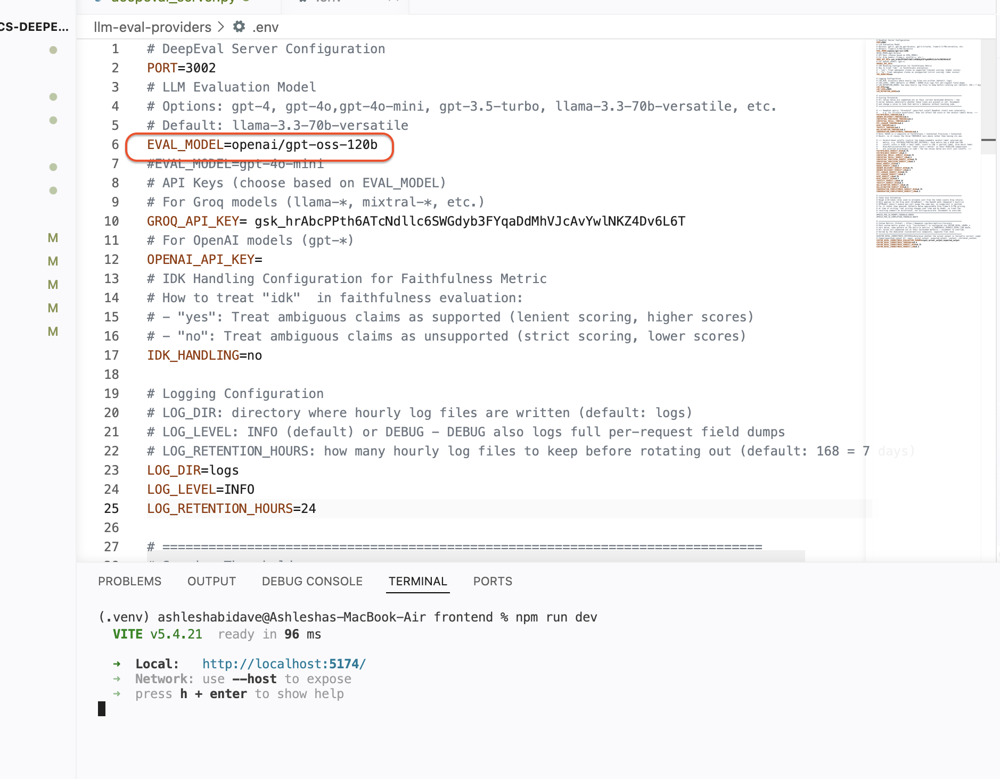 CS-DEEPE...
llm-eval-providers > .env
1 # DeepEval Server Configuration
2 PORT=3002
3 # LLM Evaluation Model
4 # Options: gpt-4, gpt-4o,gpt-4o-mini, gpt-3.5-turbo, llama-3.3-70b-versatile, etc.
5 # Default: llama-3.3-70b-versatile
6 EVAL_MODEL=openai/gpt-oss-120b
7 #EVAL_MODEL=gpt-4o-mini
8 # API Keys (choose based on EVAL_MODEL)
9 # For Groq models (llama-*, mixtral-*, etc.)
10 GROQ_API_KEY= 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
11 # For OpenAI models (gpt-*)
12 OPENAI_API_KEY=
13 # IDK Handling Configuration for Faithfulness Metric
14 # How to treat "idk"  in faithfulness evaluation:
15 # - "yes": Treat ambiguous claims as supported (lenient scoring, higher scores)
16 # - "no": Treat ambiguous claims as unsupported (strict scoring, lower scores)
17 IDK_HANDLING=no
18
19 # Logging Configuration
20 # LOG_DIR: directory where hourly log files are written (default: logs)
21 # LOG_LEVEL: INFO (default) or DEBUG - DEBUG also logs full per-request field dumps
22 # LOG_RETENTION_HOURS: how many hourly log files to keep before rotating out (default: 168 = 7 days)
23 LOG_DIR=logs
24 LOG_LEVEL=INFO
25 LOG_RETENTION_HOURS=24
26
27 # ==============================================================================
M
M
M
M
M
PROBLEMS OUTPUT DEBUG CONSOLE TERMINAL PORTS
(.venv) ashleshabidave@Ashleshas-MacBook-Air frontend % npm run dev
VITE v5.4.21 ready in 96 ms
➜ Local: http://localhost:5174/
➜ Network: use --host to expose
➜ press h + enter to show help